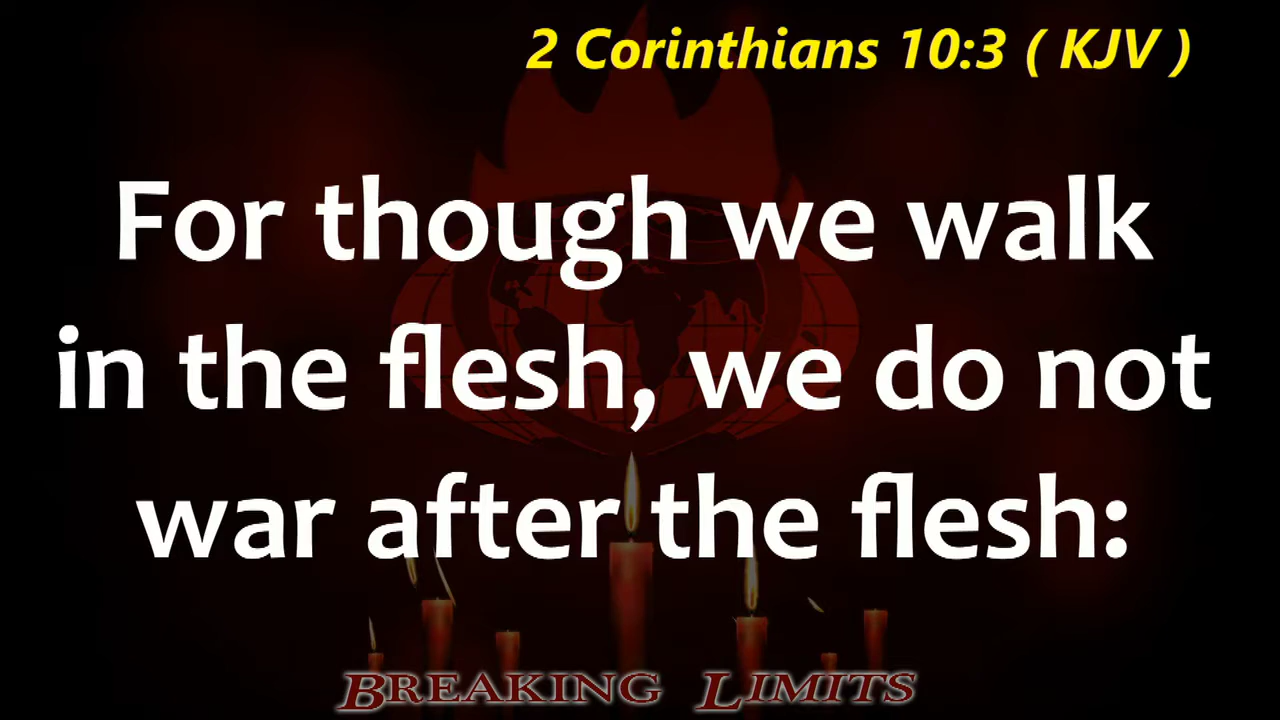 2 Corinthians 10:3 ( KJV )
For though we walk
in the flesh, we do not
war after the flesh:
BREAKING LIMITS